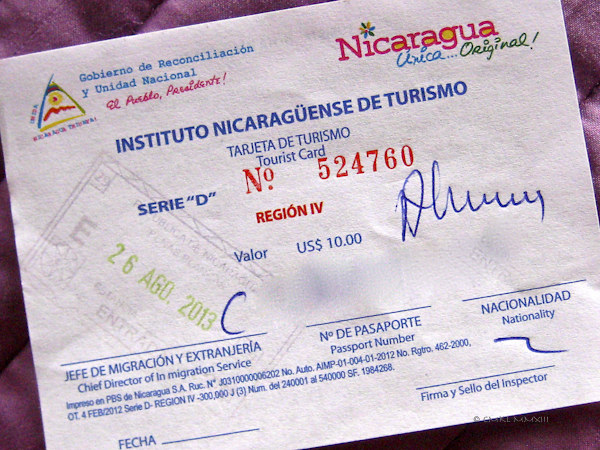 Gobierno de Reconciliación
y Unidad Nacional
El Pueblo, Presidente!
Nicaragua
Unica... Original!
INSTITUTO NICARAGÜENSE DE TURISMO
TARJETA DE TURISMO
Tourist Card
Nº 524760
SERIE "D"
REGIÓN IV
Valor US$ 10.00
26 AGO. 2013
C
JEFE DE MIGRACIÓN Y EXTRANJERÍA
Chief Director of In migration Service
Nº DE PASAPORTE
Passport Number
NACIONALIDAD
Nationality
Impreso en PBS de Nicaragua S.A. Ruc. N° J0310000006202 No. Auto. AIMP-01-004-01-2012 No. Rgtro. 462-2000,
OT. 4 FEB/2012 Serie D- REGION IV -300,000 J (3) Num. del 240001 al 540000 SF. 1984268.
Firma y Sello del Inspector
FECHA